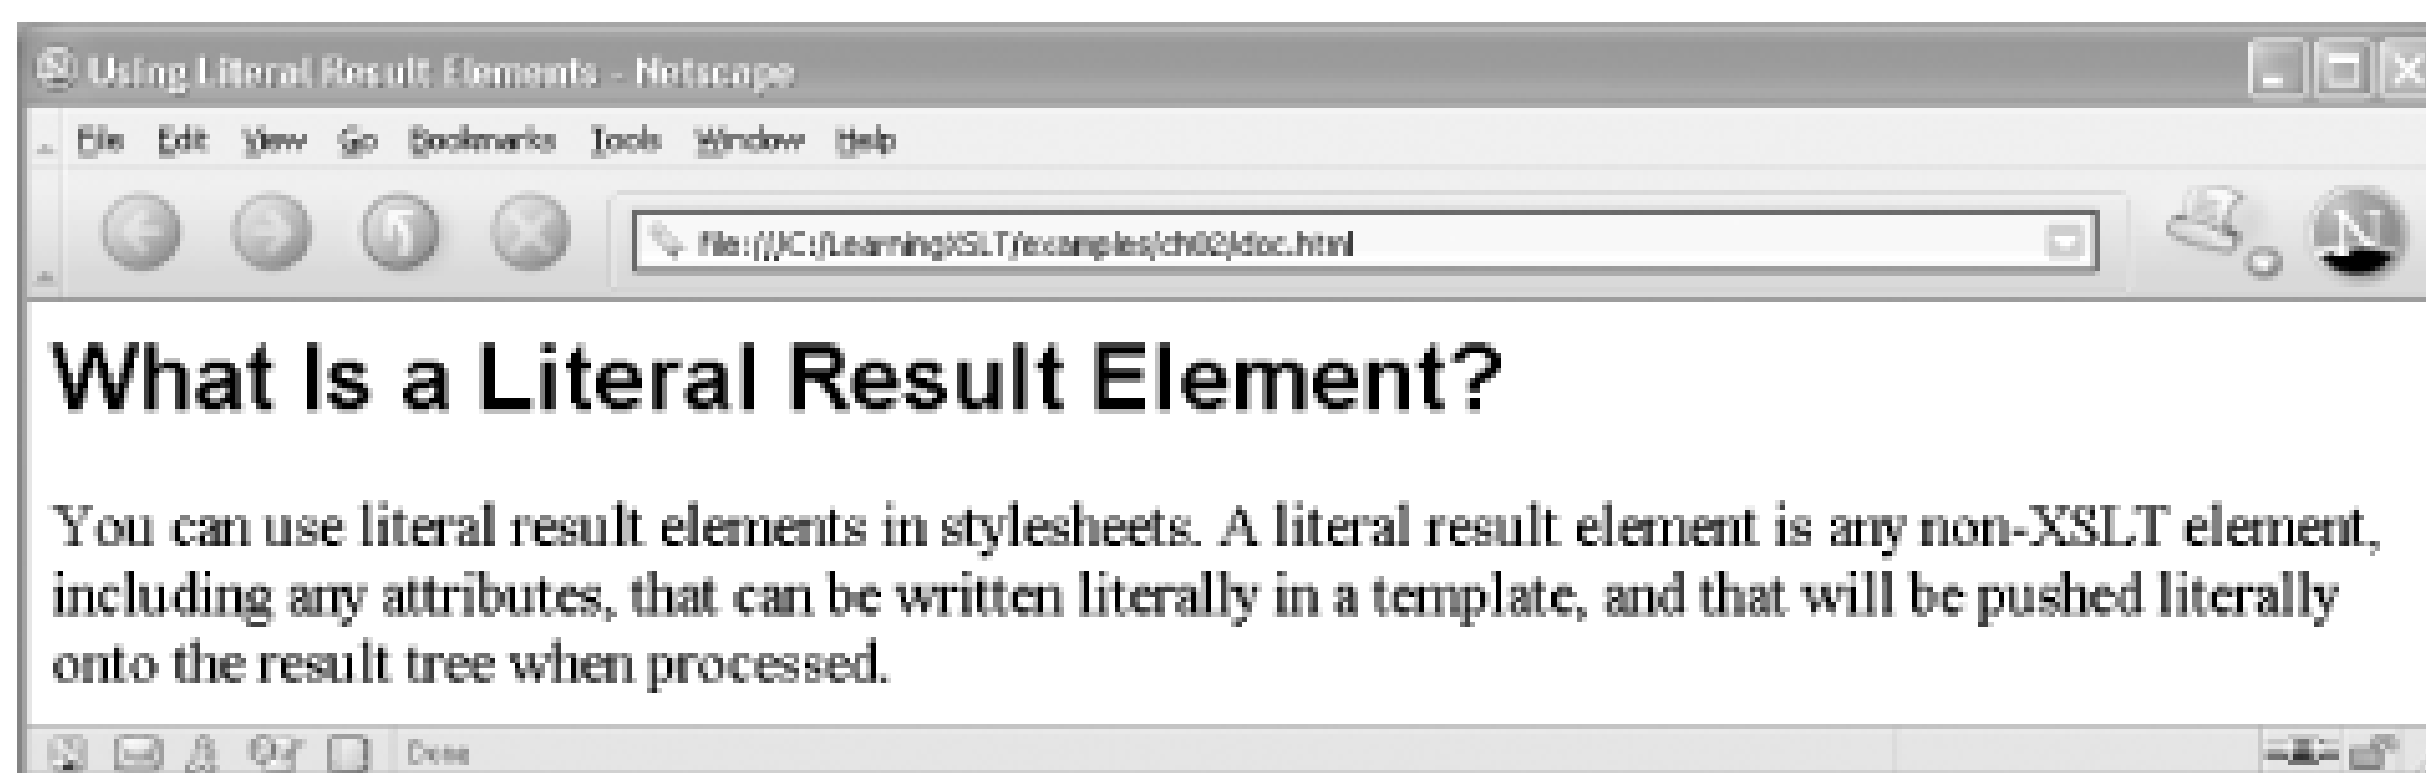 Using Literal Result Elements - Netscape
File Edit View Go Bookmarks Tools Window Help
file:///C:/LearningXSLT/examples/ch02/doc.html
N
What Is a Literal Result Element?
You can use literal result elements in stylesheets. A literal result element is any non-XSLT element,
including any attributes, that can be written literally in a template, and that will be pushed literally
onto the result tree when processed.
Done